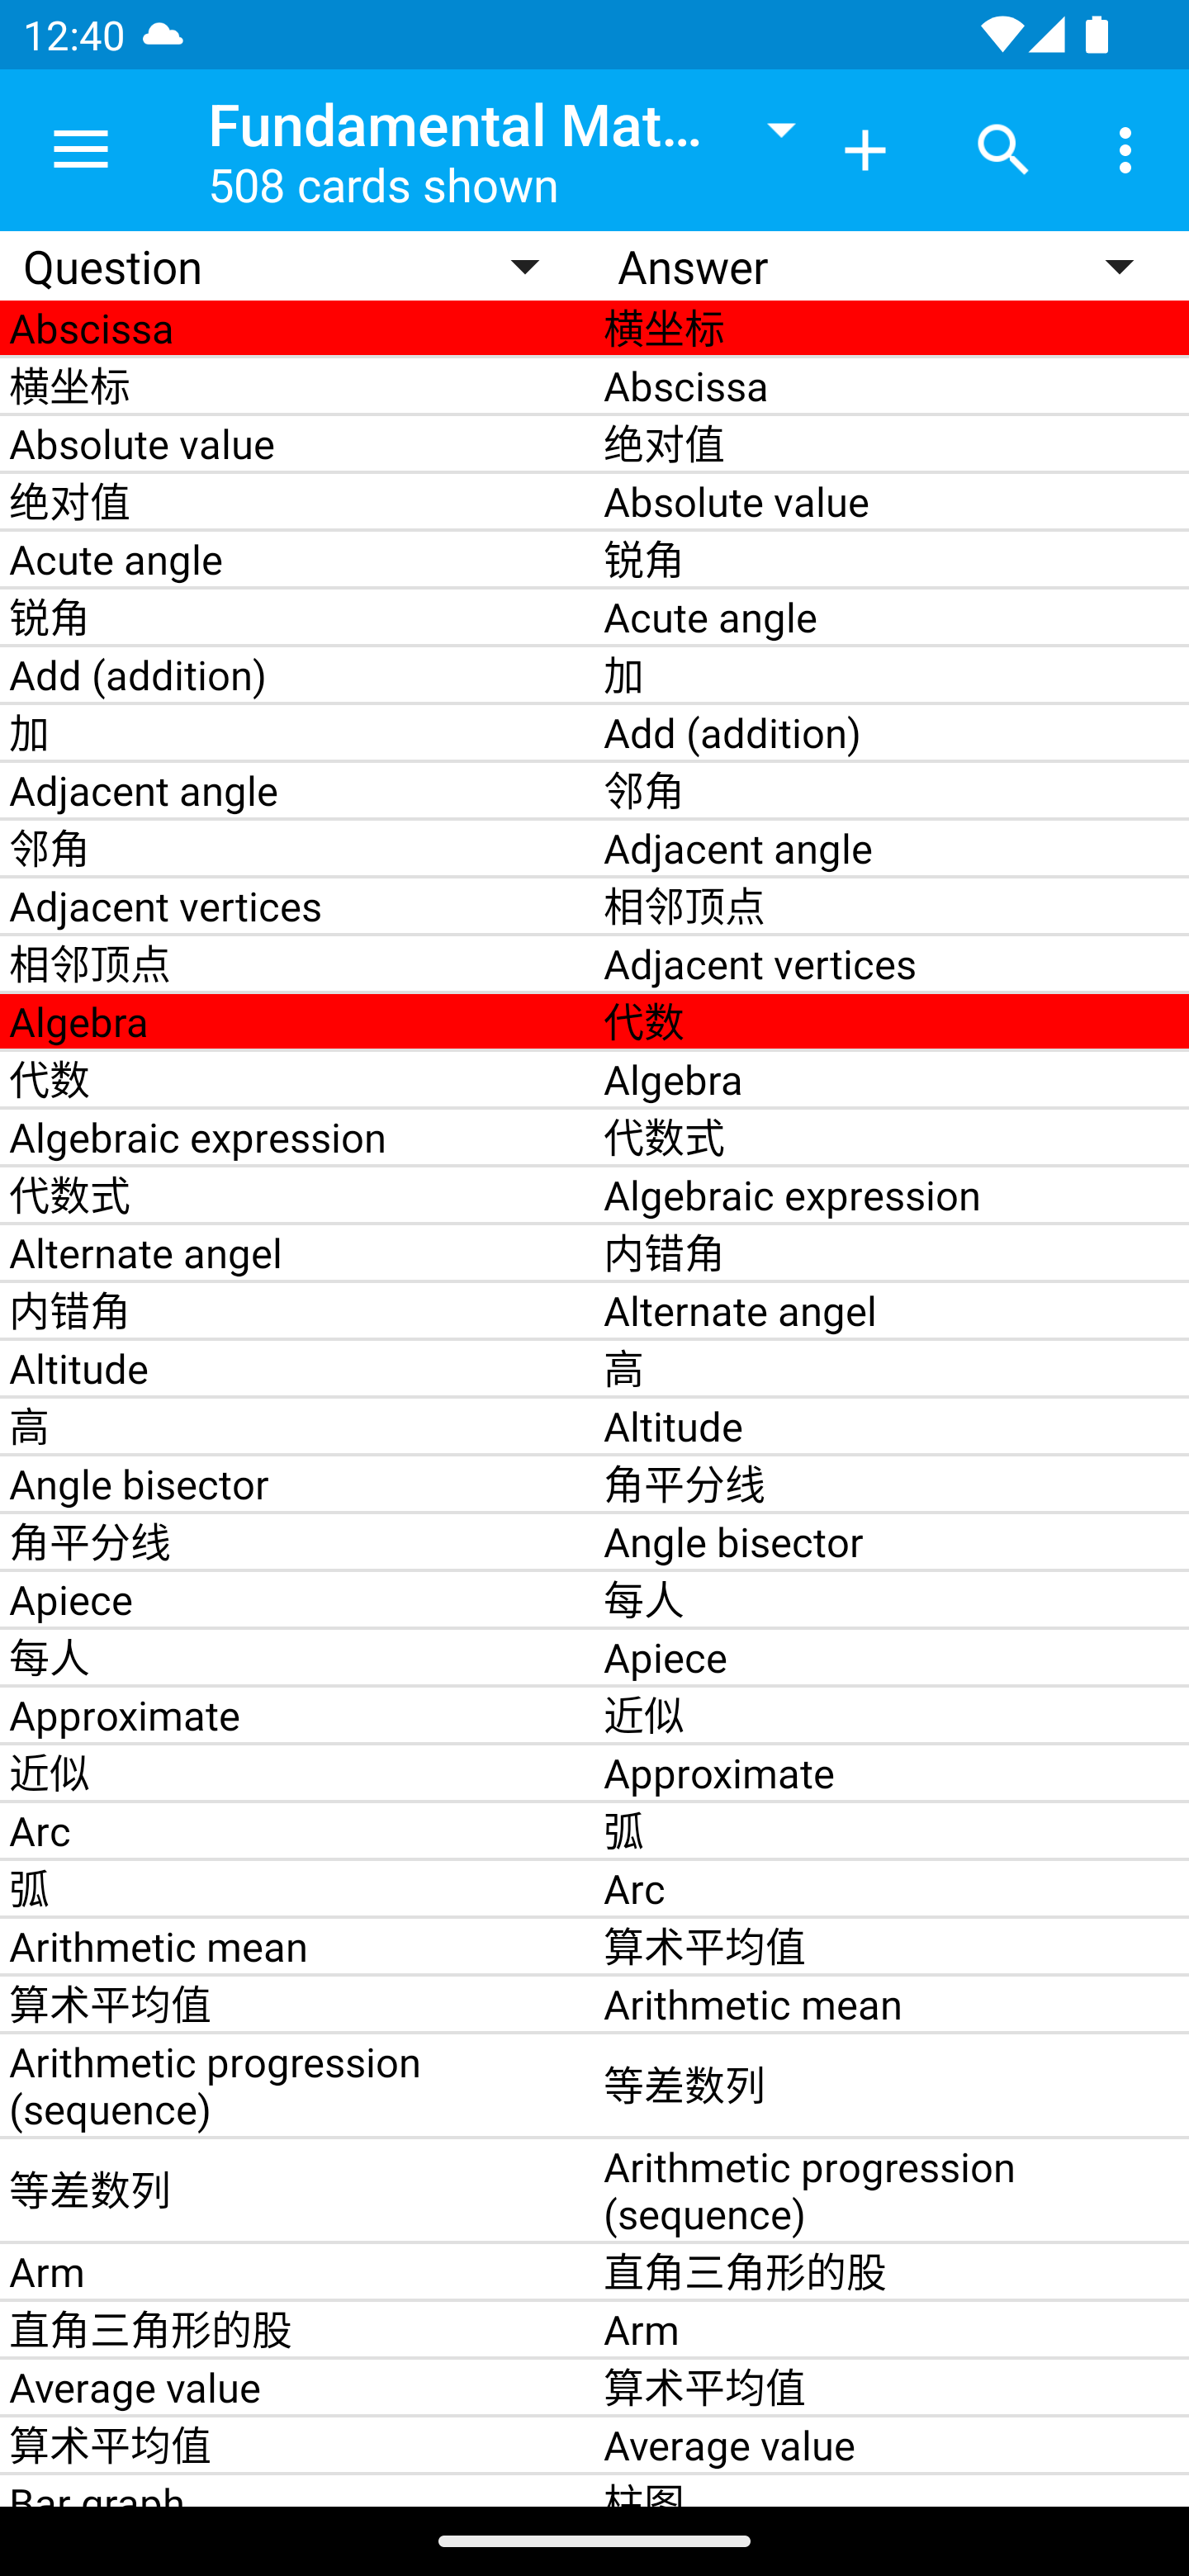 12:40
Fundamental Mat...
508 cards shown
Question Answer
Abscissa 横坐标
横坐标 Abscissa
Absolute value 绝对值
绝对值 Absolute value
Acute angle 锐角
锐角 Acute angle
Add (addition) 加
加 Add (addition)
Adjacent angle 邻角
邻角 Adjacent angle
Adjacent vertices 相邻顶点
相邻顶点 Adjacent vertices
Algebra 代数
代数 Algebra
Algebraic expression 代数式
代数式 Algebraic expression
Alternate angel 内错角
内错角 Alternate angel
Altitude 高
高 Altitude
Angle bisector 角平分线
角平分线 Angle bisector
Apiece 每人
每人 Apiece
Approximate 近似
近似 Approximate
Arc 弧
弧 Arc
Arithmetic mean 算术平均值
算术平均值 Arithmetic mean
Arithmetic progression
(sequence) 等差数列
等差数列 Arithmetic progression
(sequence)
Arm 直角三角形的股
直角三角形的股 Arm
Average value 算术平均值
算术平均值 Average value
Bar graph 柱图